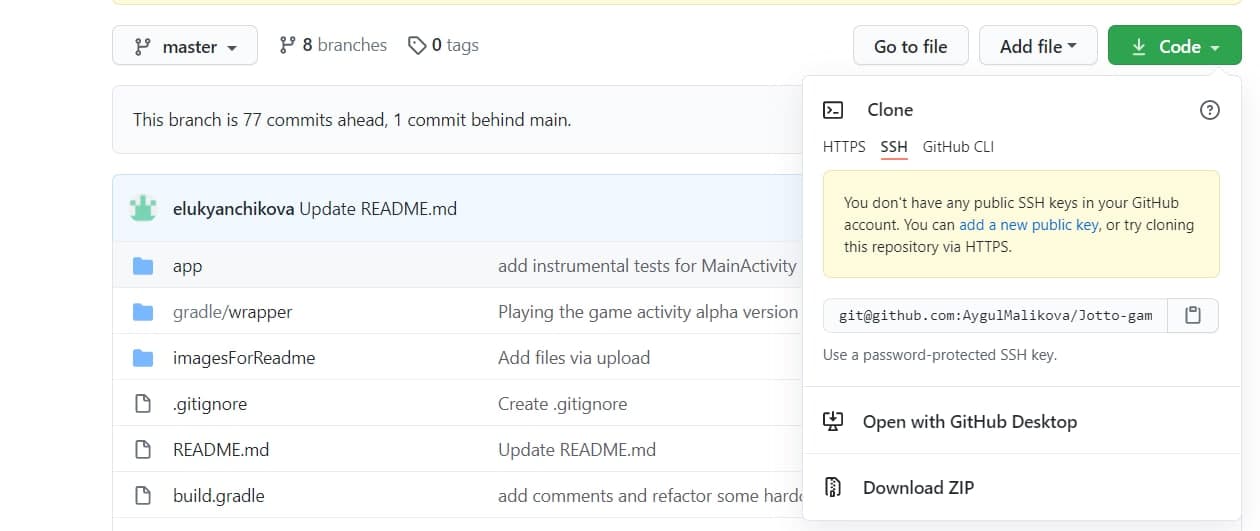 master 8 branches 0 tags Go to file Add file Code
This branch is 77 commits ahead, 1 commit behind main.
elukyanchikova Update README.md
app add instrumental tests for MainActivity
gradle/wrapper Playing the game activity alpha version
imagesForReadme Add files via upload
.gitignore Create .gitignore
README.md Update README.md
build.gradle add comments and refactor some hardc
Clone
HTTPS SSH GitHub CLI
You don't have any public SSH keys in your GitHub
account. You can add a new public key, or try cloning
this repository via HTTPS.
git@github.com:AygulMalikova/Jotto-gam
Use a password-protected SSH key.
Open with GitHub Desktop
Download ZIP